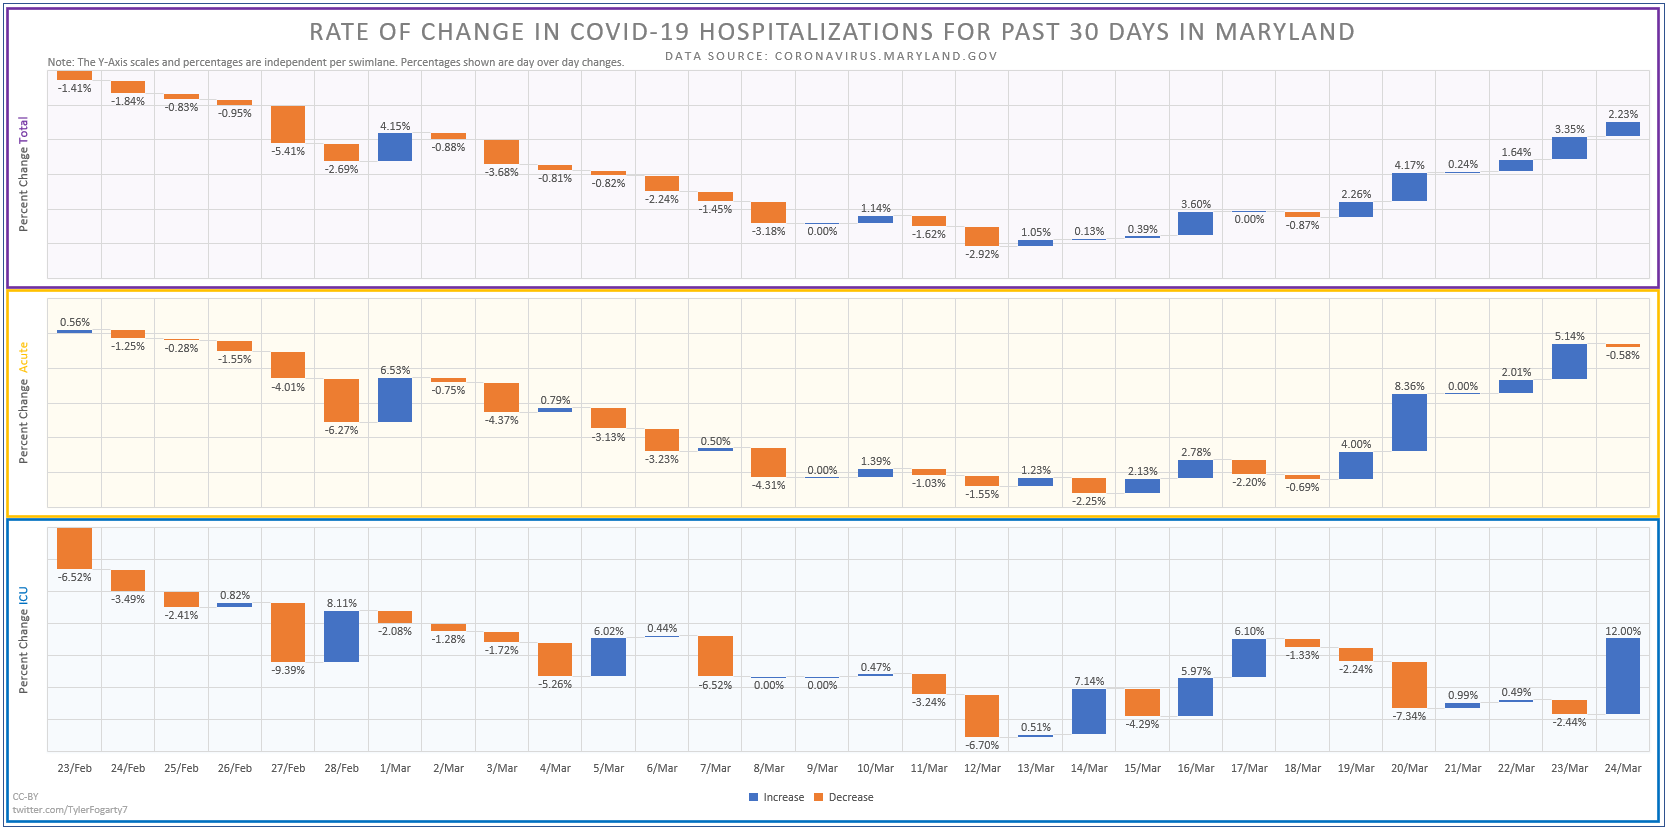 RATE OF CHANGE IN COVID-19 HOSPITALIZATIONS FOR PAST 30 DAYS IN MARYLAND
DATA SOURCE: CORONAVIRUS.MARYLAND.GOV
Note: The Y-Axis scales and percentages are independent per swimlane. Percentages shown are day over day changes.
Percent Change Total
-1.41% -1.84% -0.83% -0.95% -5.41% -2.69% 4.15% -0.88% -3.68% -0.81% -0.82% -2.24% -1.45% -3.18% 0.00% 1.14% -1.62% -2.92% 1.05% 0.13% 0.39% 3.60% 0.00% -0.87% 2.26% 4.17% 0.24% 1.64% 3.35% 2.23%
Percent Change Acute
0.56% -1.25% -0.28% -1.55% -4.01% -6.27% 6.53% -0.75% -4.37% 0.79% -3.13% -3.23% 0.50% -4.31% 0.00% 1.39% -1.03% -1.55% 1.23% -2.25% 2.13% 2.78% -2.20% -0.69% 4.00% 8.36% 0.00% 2.01% 5.14% -0.58%
Percent Change ICU
-6.52% -3.49% -2.41% 0.82% -9.39% 8.11% -2.08% -1.28% -1.72% -5.26% 6.02% 0.44% -6.52% 0.00% 0.00% 0.47% -3.24% -6.70% 0.51% 7.14% -4.29% 5.97% 6.10% -1.33% -2.24% -7.34% 0.99% 0.49% -2.44% 12.00%
23/Feb 24/Feb 25/Feb 26/Feb 27/Feb 28/Feb 1/Mar 2/Mar 3/Mar 4/Mar 5/Mar 6/Mar 7/Mar 8/Mar 9/Mar 10/Mar 11/Mar 12/Mar 13/Mar 14/Mar 15/Mar 16/Mar 17/Mar 18/Mar 19/Mar 20/Mar 21/Mar 22/Mar 23/Mar 24/Mar
Increase Decrease
CC-BY
twitter.com/TylerFogarty7